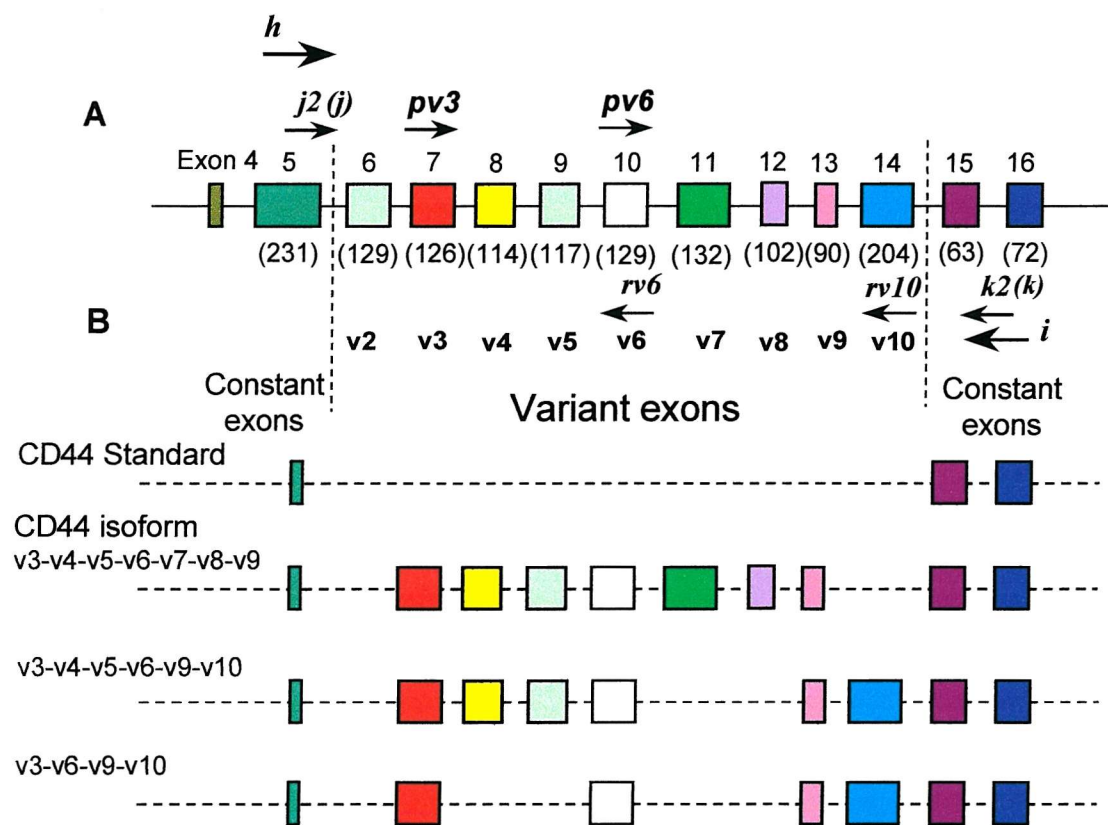 h
A
j2 (j) pv3 pv6
Exon 4 5 6 7 8 9 10 11 12 13 14 15 16
(231) (129) (126) (114) (117) (129) (132) (102) (90) (204) (63) (72)
rv6 rv10 k2 (k)
B
v2 v3 v4 v5 v6 v7 v8 v9 v10 i
Constant
exons
Variant exons
Constant
exons
CD44 Standard
CD44 isoform
v3-v4-v5-v6-v7-v8-v9
v3-v4-v5-v6-v9-v10
v3-v6-v9-v10